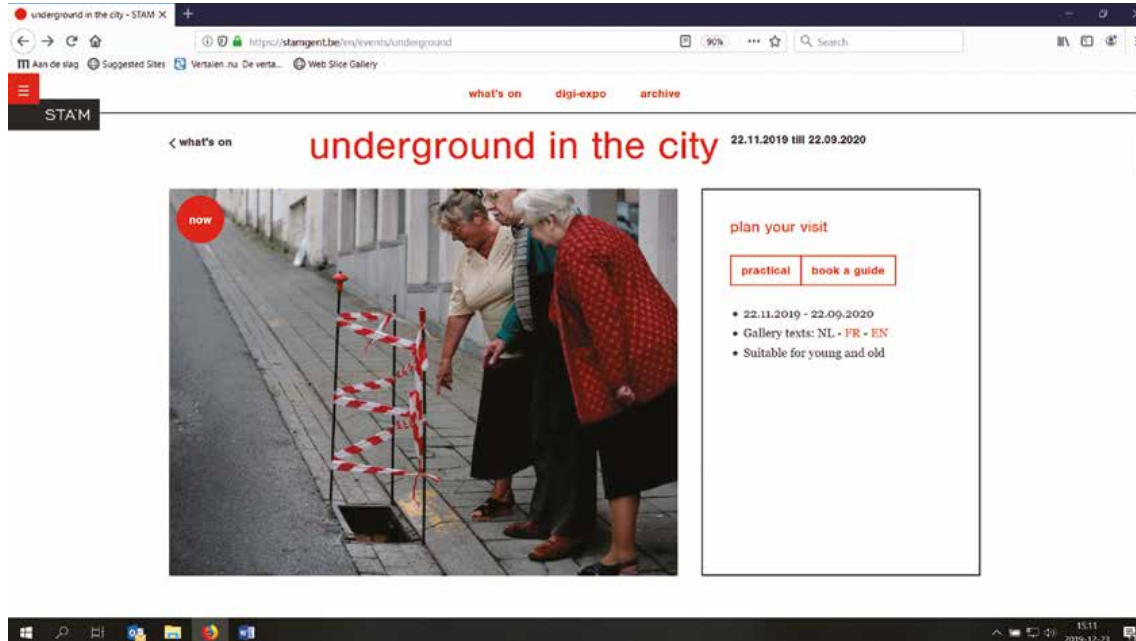 underground in the city - STAM
https://stamgent.be/en/events/underground
90%
Search
Aan de slag
Suggested Sites
Vertalen .nu De verta...
Web Slice Gallery
what's on
digi-expo
archive
STAM
what's on
underground in the city
22.11.2019 till 22.09.2020
now
plan your visit
practical
book a guide
• 22.11.2019 - 22.09.2020
• Gallery texts: NL - FR - EN
• Suitable for young and old
15:11
2019-12-23